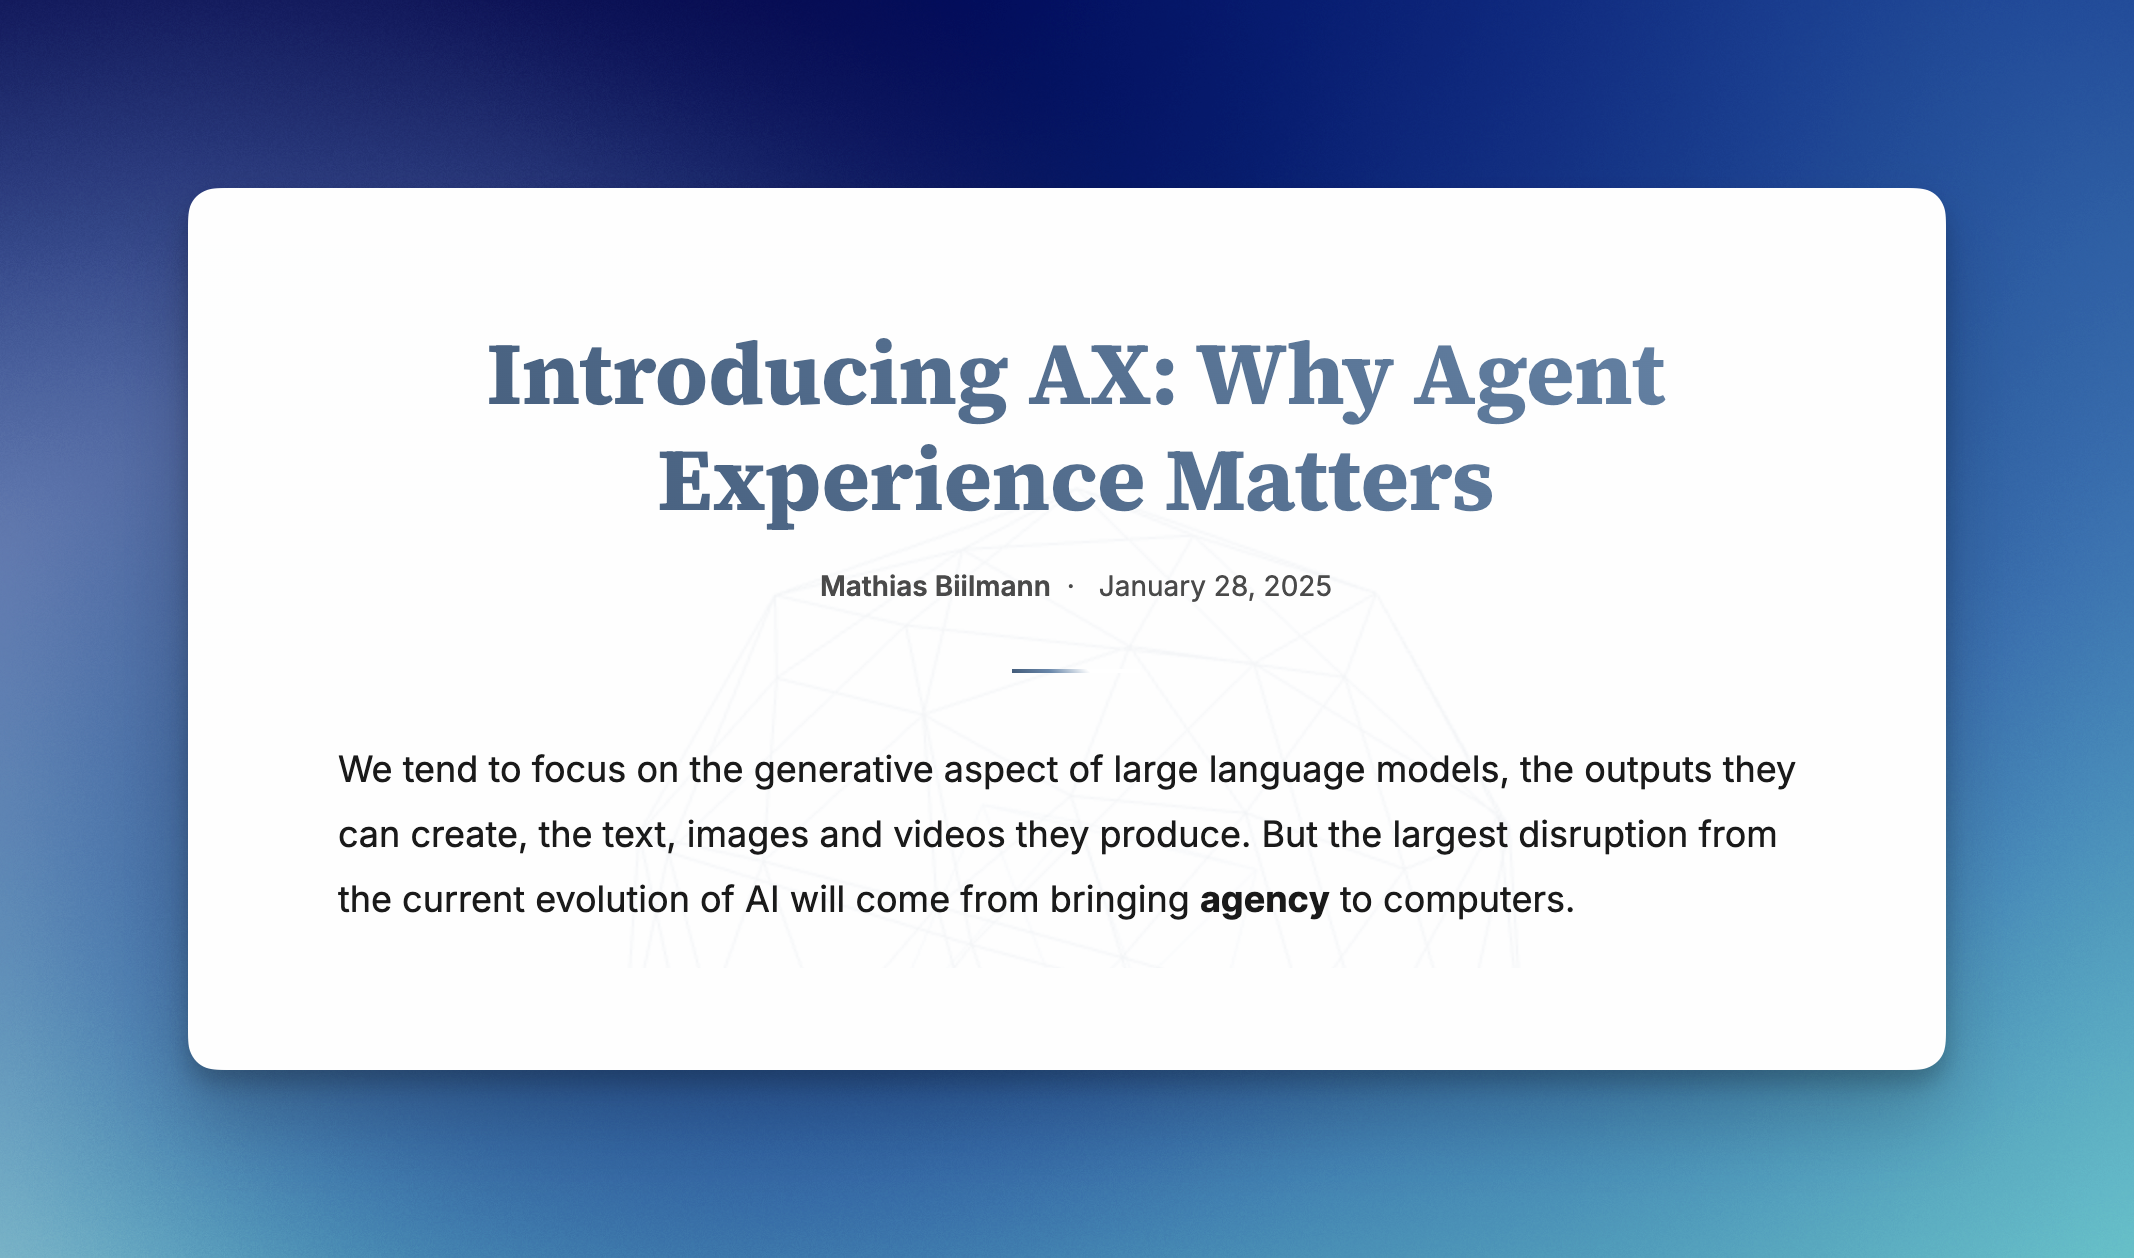 Introducing AX: Why Agent
Experience Matters
Mathias Biilmann · January 28, 2025
We tend to focus on the generative aspect of large language models, the outputs they
can create, the text, images and videos they produce. But the largest disruption from
the current evolution of AI will come from bringing agency to computers.